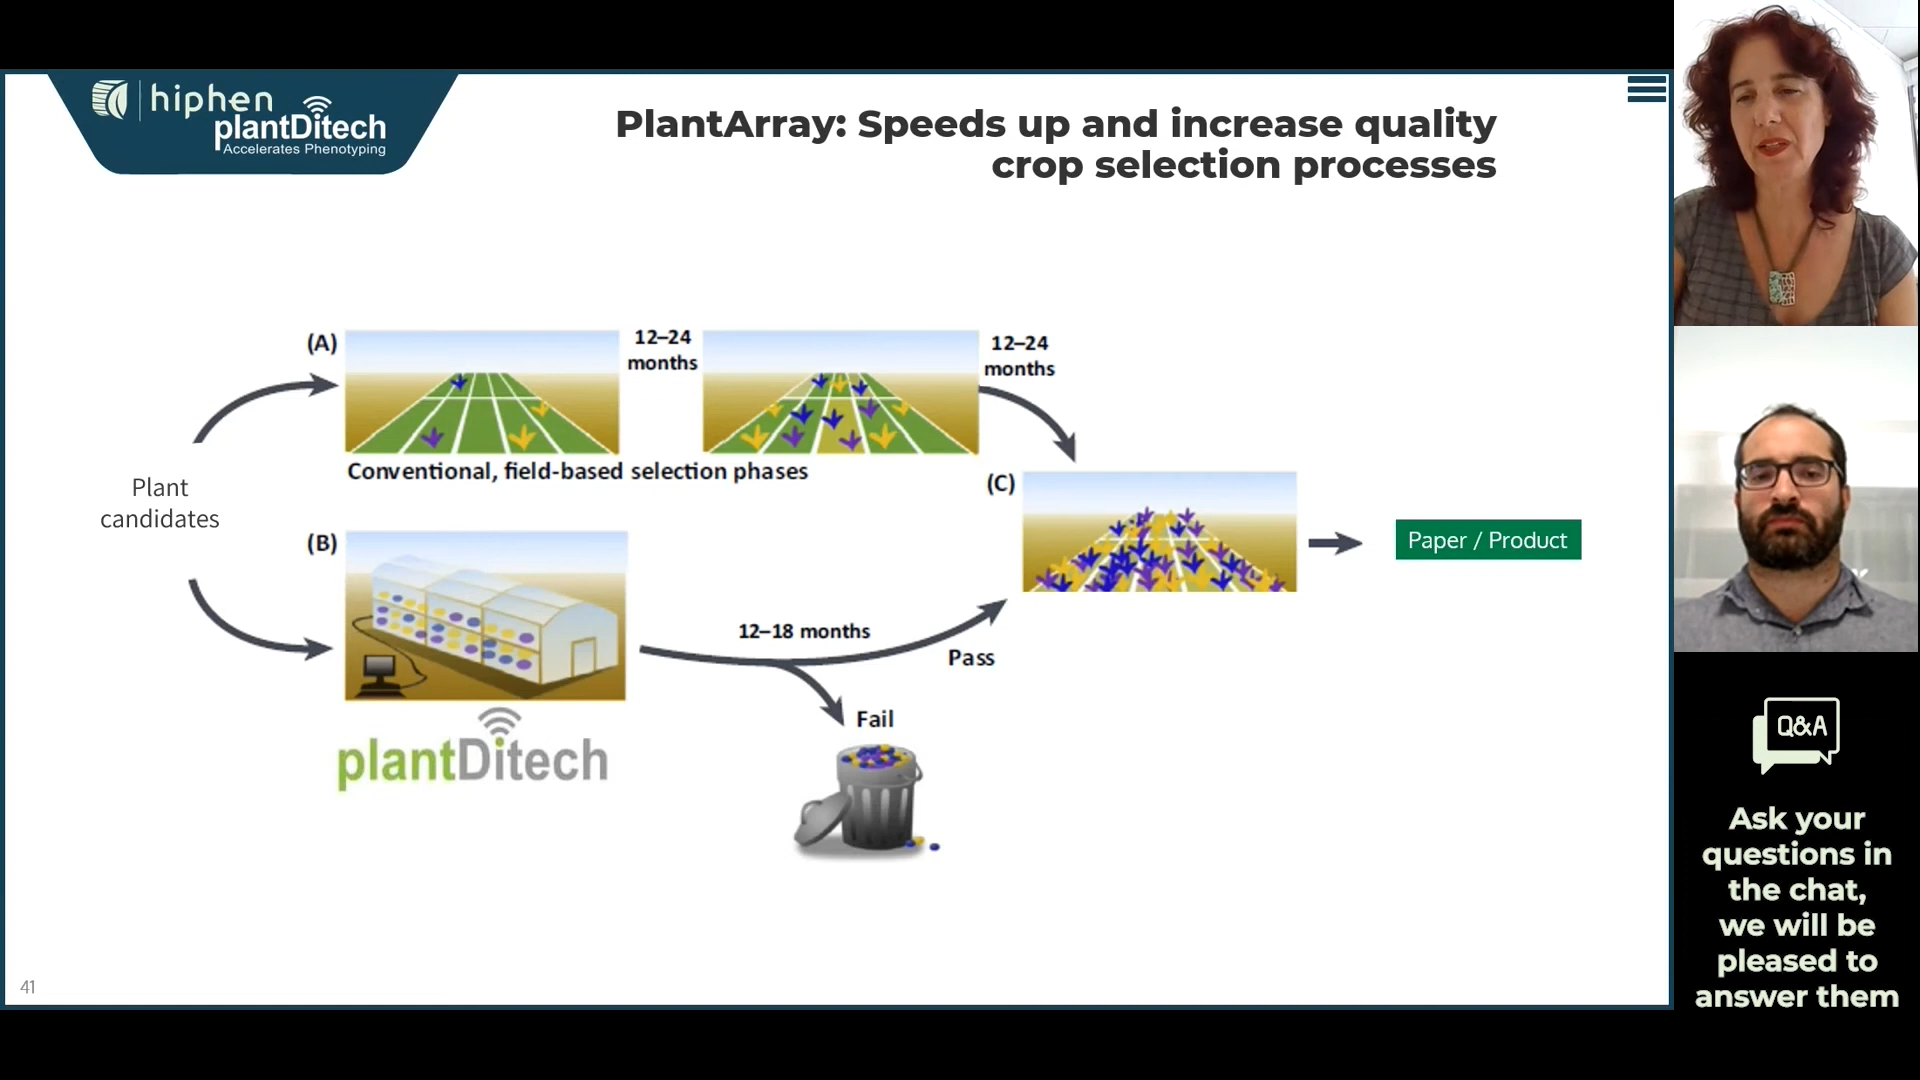 hiphen
plantDitech
Accelerates Phenotyping
PlantArray: Speeds up and increase quality
crop selection processes
(A)
12–24
months
12–24
months
Conventional, field-based selection phases
Plant
candidates
(B)
(C)
Paper / Product
12–18 months
Pass
Fail
plantDitech
41
Q&A
Ask your
questions in
the chat,
we will be
pleased to
answer them